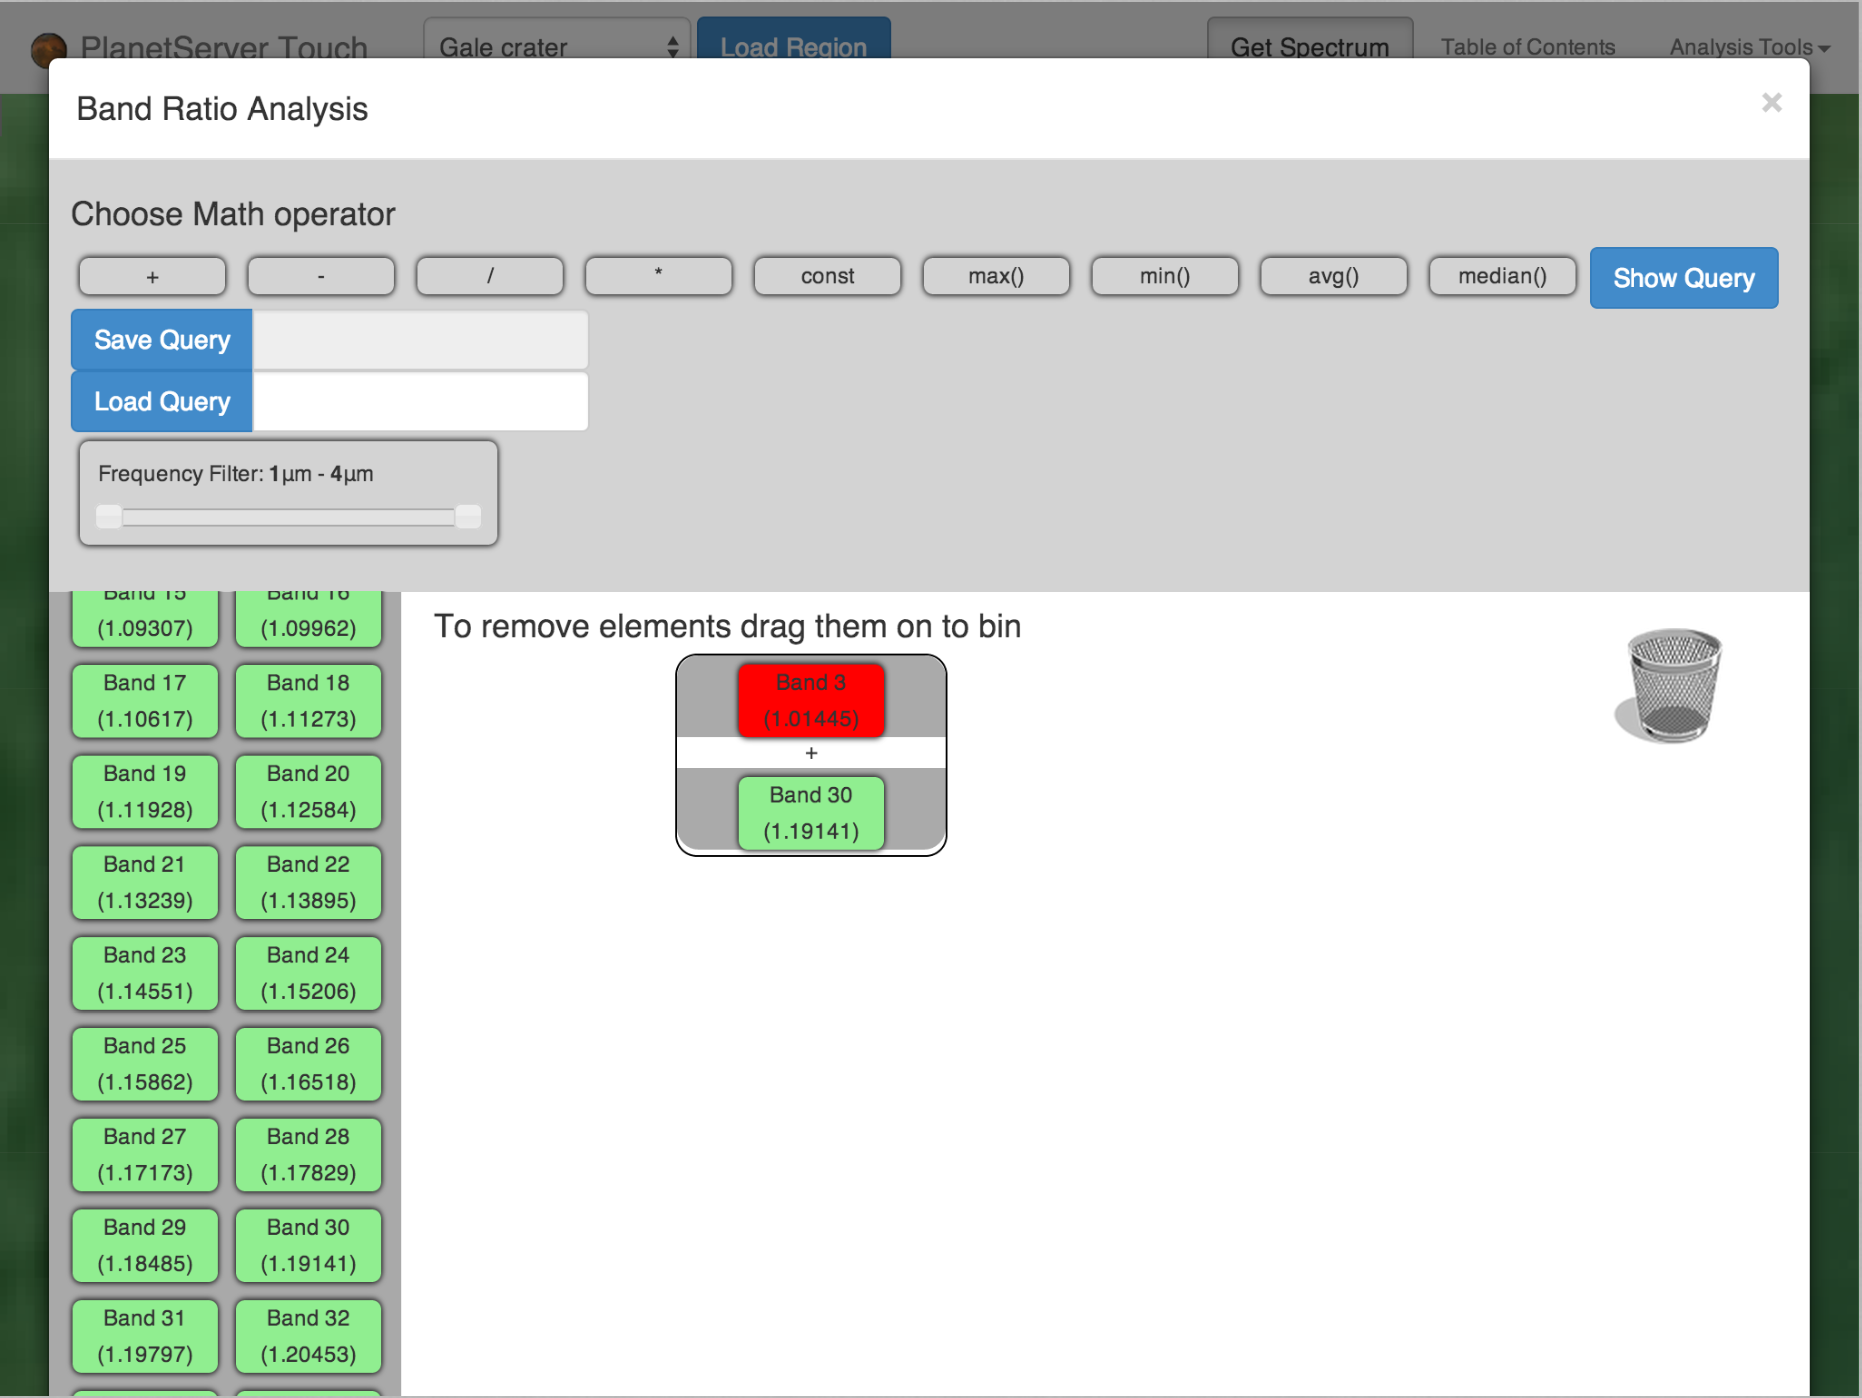 PlanetServer Touch
Gale crater
Load Region
Get Spectrum
Table of Contents
Analysis Tools
Band Ratio Analysis
×
Choose Math operator
+
-
/
*
const
max()
min()
avg()
median()
Show Query
Save Query
Load Query
Frequency Filter: 1μm - 4μm
Band 15
(1.09307)
Band 16
(1.09962)
Band 17
(1.10617)
Band 18
(1.11273)
Band 19
(1.11928)
Band 20
(1.12584)
Band 21
(1.13239)
Band 22
(1.13895)
Band 23
(1.14551)
Band 24
(1.15206)
Band 25
(1.15862)
Band 26
(1.16518)
Band 27
(1.17173)
Band 28
(1.17829)
Band 29
(1.18485)
Band 30
(1.19141)
Band 31
(1.19797)
Band 32
(1.20453)
To remove elements drag them on to bin
Band 3
(1.01445)
+
Band 30
(1.19141)